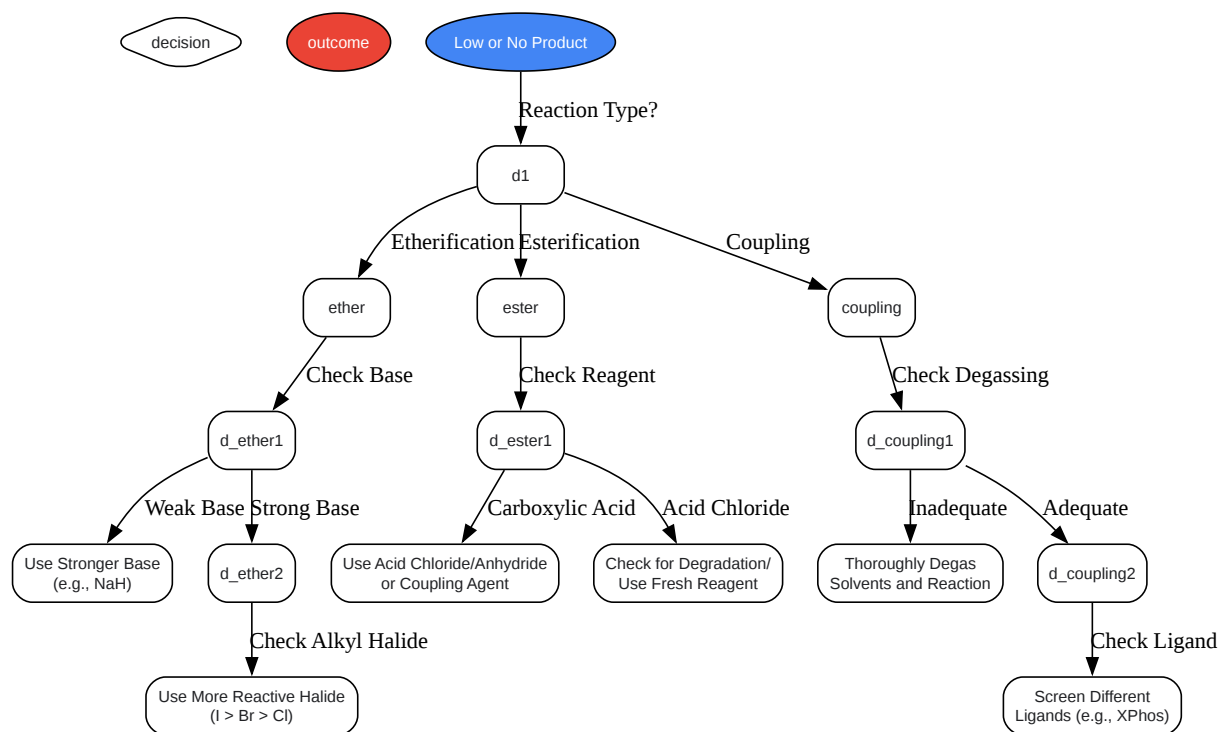 decision
outcome
Low or No Product
Reaction Type?
d1
Etherification
Esterification
Coupling
ether
ester
coupling
Check Base
Check Reagent
Check Degassing
d_ether1
d_ester1
d_coupling1
Weak Base
Strong Base
Carboxylic Acid
Acid Chloride
Inadequate
Adequate
Use Stronger Base
(e.g., NaH)
d_ether2
Use Acid Chloride/Anhydride
or Coupling Agent
Check for Degradation/
Use Fresh Reagent
Thoroughly Degas
Solvents and Reaction
d_coupling2
Check Alkyl Halide
Check Ligand
Use More Reactive Halide
(I > Br > Cl)
Screen Different
Ligands (e.g., XPhos)